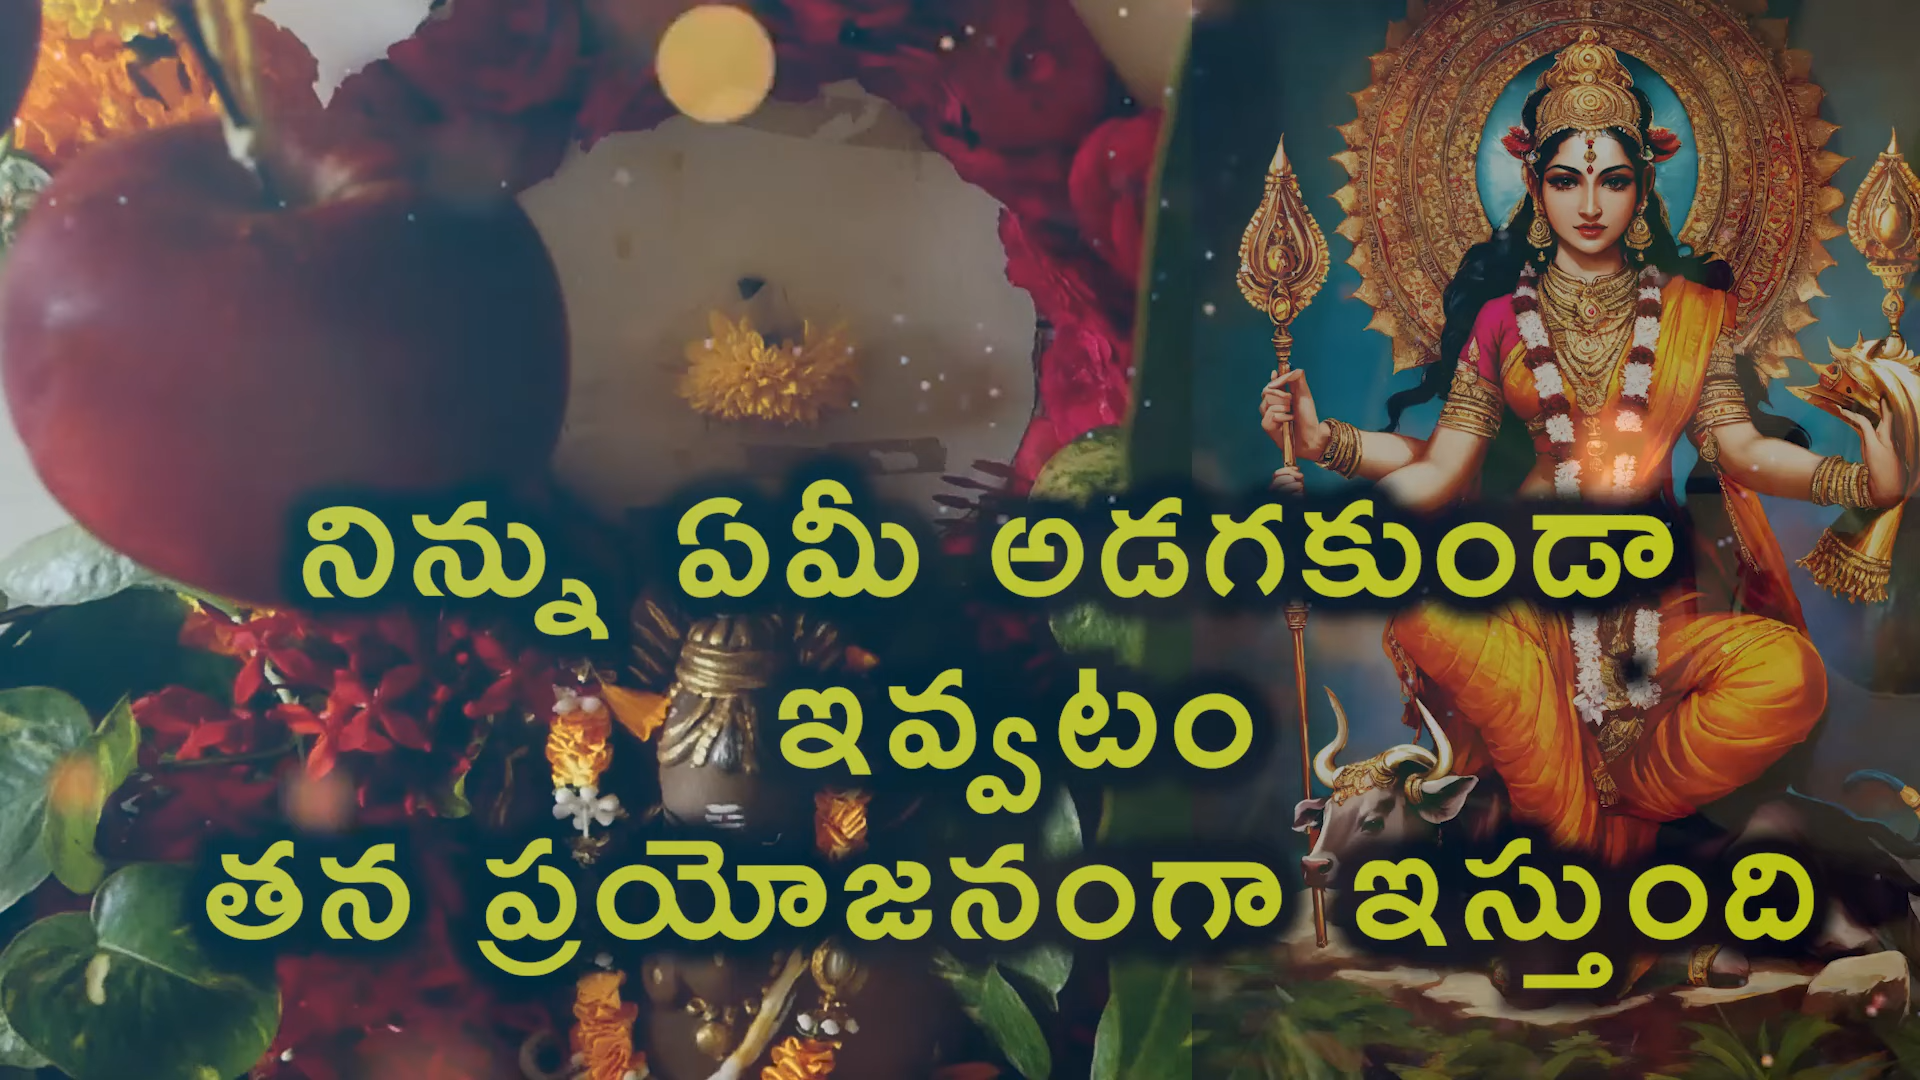 నిన్ను ఏమీ అడగకుండా
ఇవ్వటం
తన ప్రయోజనంగా ఇస్తుంది